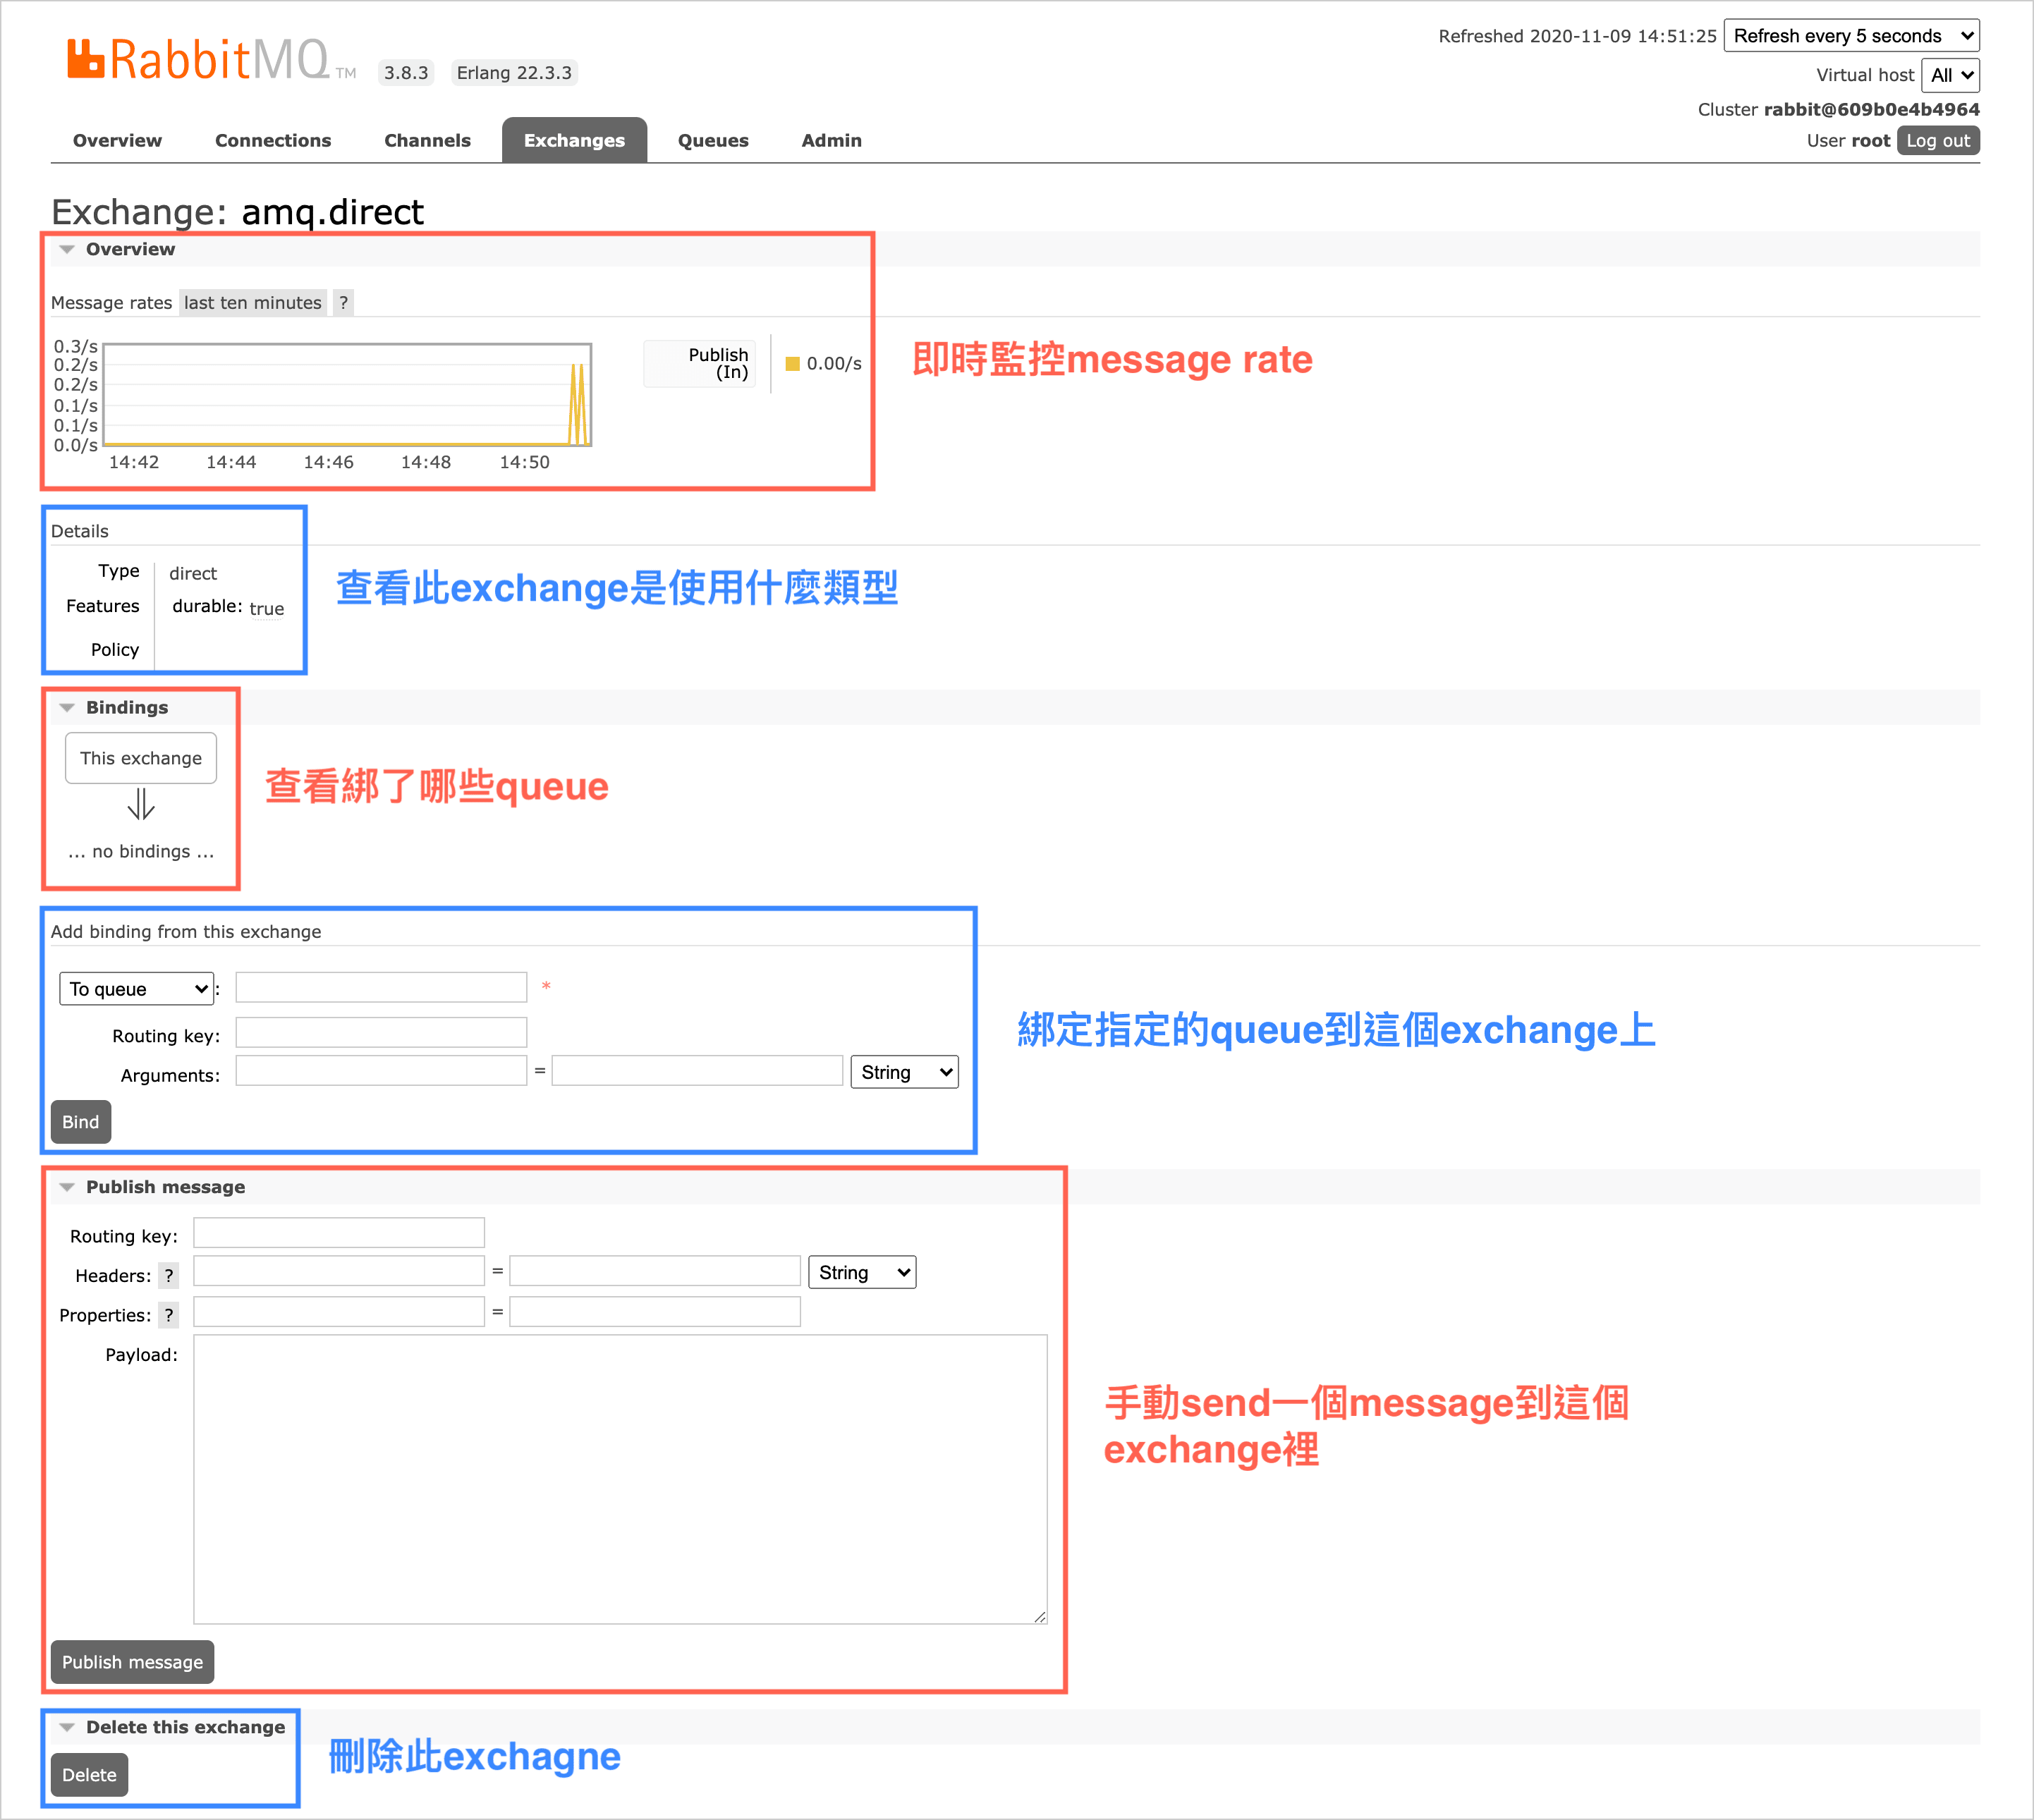 Refreshed 2020-11-09 14:51:25 Refresh every 5 seconds
RabbitMQ TM 3.8.3 Erlang 22.3.3
Virtual host All
Cluster rabbit@609b0e4b4964
User root Log out
Overview Connections Channels Exchanges Queues Admin
Exchange: amq.direct
Overview
Message rates last ten minutes ?
0.3/s
0.2/s
0.2/s
0.1/s
0.1/s
0.0/s
14:42 14:44 14:46 14:48 14:50
Publish
(In)
0.00/s
即時監控message rate
Details
Type direct
Features durable: true
Policy
查看此exchange是使用什麼類型
Bindings
This exchange
⇓
... no bindings ...
查看綁了哪些queue
Add binding from this exchange
To queue : *
Routing key:
Arguments: = String
Bind
綁定指定的queue到這個exchange上
Publish message
Routing key:
Headers: ? = String
Properties: ? =
Payload:
手動send一個message到這個
exchange裡
Publish message
Delete this exchange
Delete
刪除此exchagne